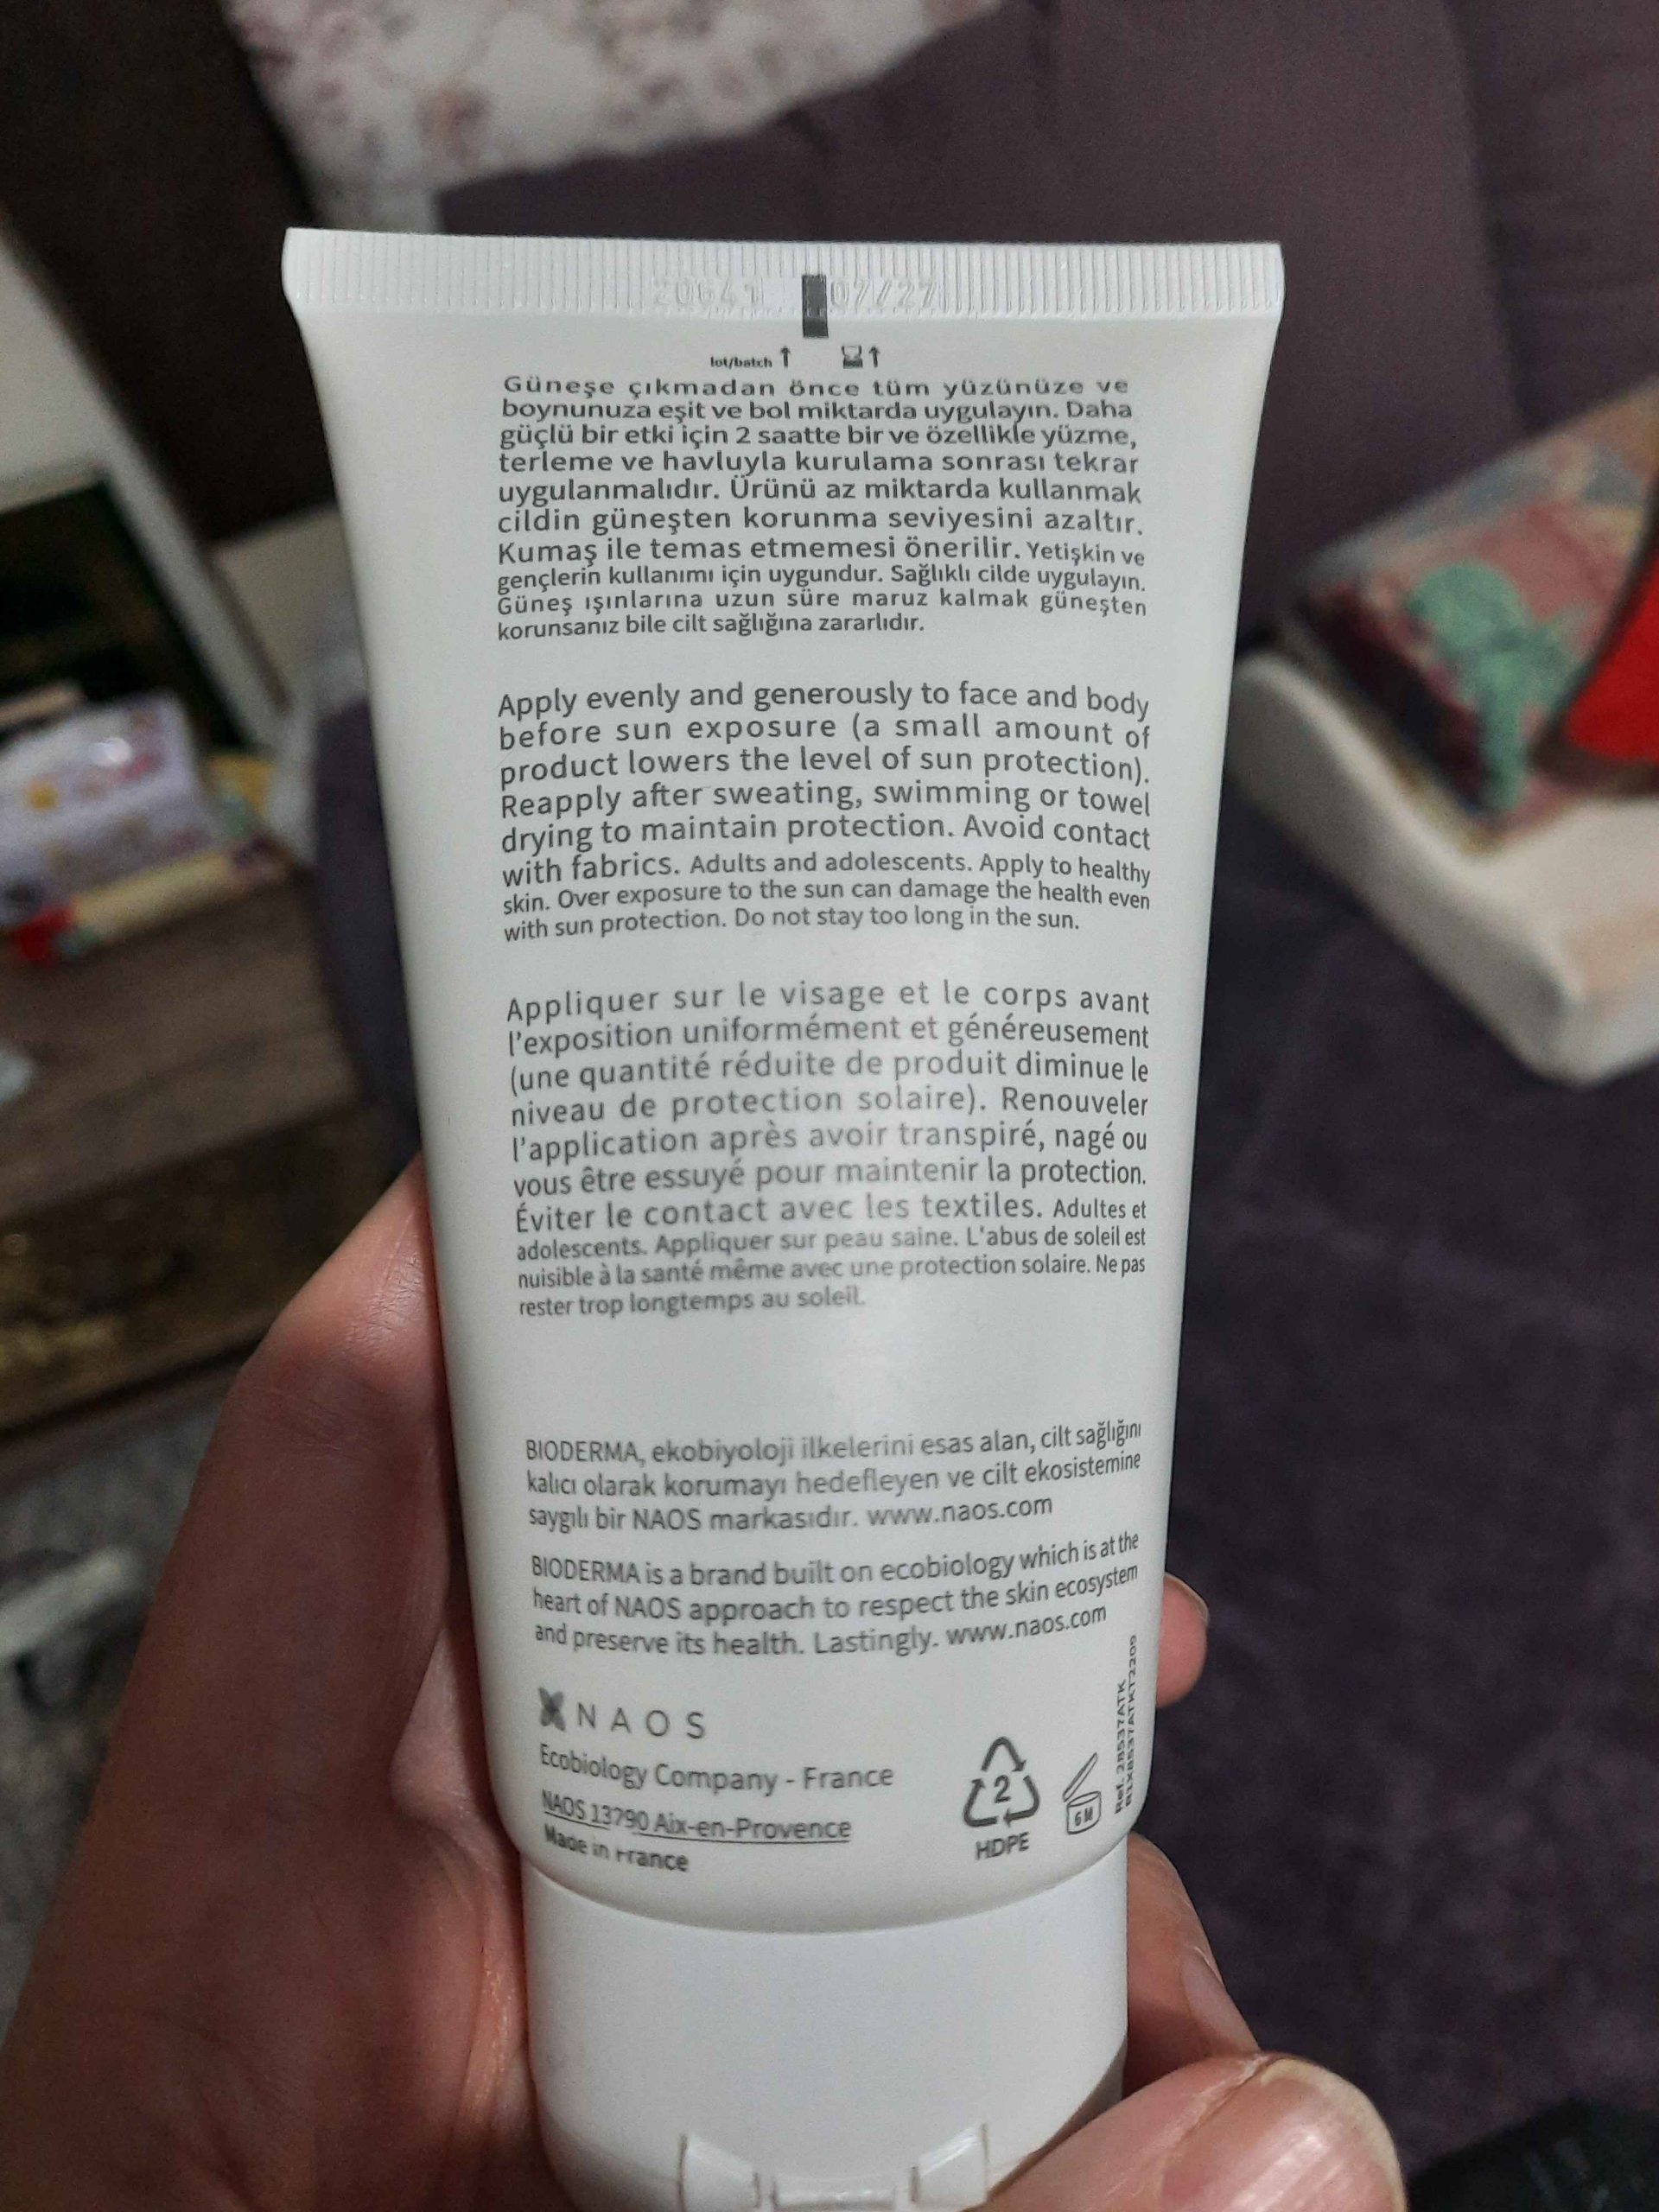 20641 07/27
lot/batch
Güneşe çıkmadan önce tüm yüzünüze ve
boynunuza eşit ve bol miktarda uygulayın. Daha
güçlü bir etki için 2 saatte bir ve özellikle yüzme,
terleme ve havluyla kurulama sonrası tekrar
uygulanmalıdır. Ürünü az miktarda kullanmak
cildin güneşten korunma seviyesini azaltır.
Kumaş ile temas etmemesi önerilir. Yetişkin ve
gençlerin kullanımı için uygundur. Sağlıklı cilde uygulayın.
Güneş ışınlarına uzun süre maruz kalmak güneşten
korunsanız bile cilt sağlığına zararlıdır.
Apply evenly and generously to face and body
before sun exposure (a small amount of
product lowers the level of sun protection).
Reapply after sweating, swimming or towel
drying to maintain protection. Avoid contact
with fabrics. Adults and adolescents. Apply to healthy
skin. Over exposure to the sun can damage the health even
with sun protection. Do not stay too long in the sun.
Appliquer sur le visage et le corps avant
l'exposition uniformément et généreusement
(une quantité réduite de produit diminue le
niveau de protection solaire). Renouveler
l'application après avoir transpiré, nagé ou
vous être essuyé pour maintenir la protection.
Éviter le contact avec les textiles. Adultes et
adolescents. Appliquer sur peau saine. L'abus de soleil est
nuisible à la santé même avec une protection solaire. Ne pas
rester trop longtemps au soleil.
BIODERMA, ekobiyoloji ilkelerini esas alan, cilt sağlığını
kalıcı olarak korumayı hedefleyen ve cilt ekosistemine
saygılı bir NAOS markasıdır. www.naos.com
BIODERMA is a brand built on ecobiology which is at the
heart of NAOS approach to respect the skin ecosystem
and preserve its health. Lastingly. www.naos.com
NAOS
Ecobiology Company - France
NAOS 13290 Aix-en-Provence
Made in France
2
HDPE
6M
Ref. 28537ATK